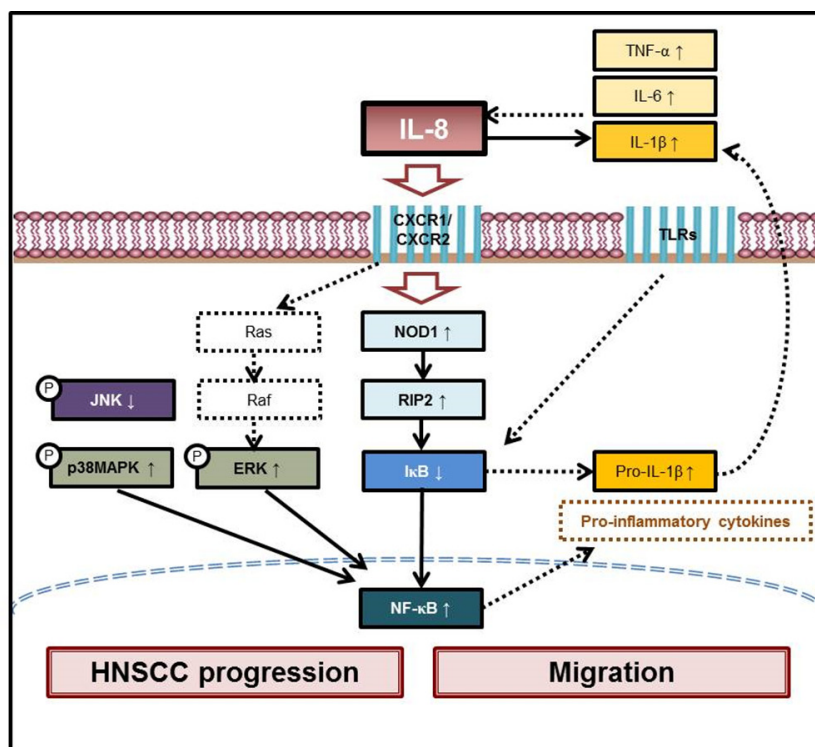 TNF-α ↑
IL-6 ↑
IL-8
IL-1β ↑
CXCR1/
CXCR2
TLRs
Ras
NOD1 ↑
P
JNK ↓
Raf
RIP2 ↑
P
p38MAPK ↑
P
ERK ↑
IκB ↓
Pro-IL-1β ↑
Pro-inflammatory cytokines
NF-κB ↑
HNSCC progression
Migration